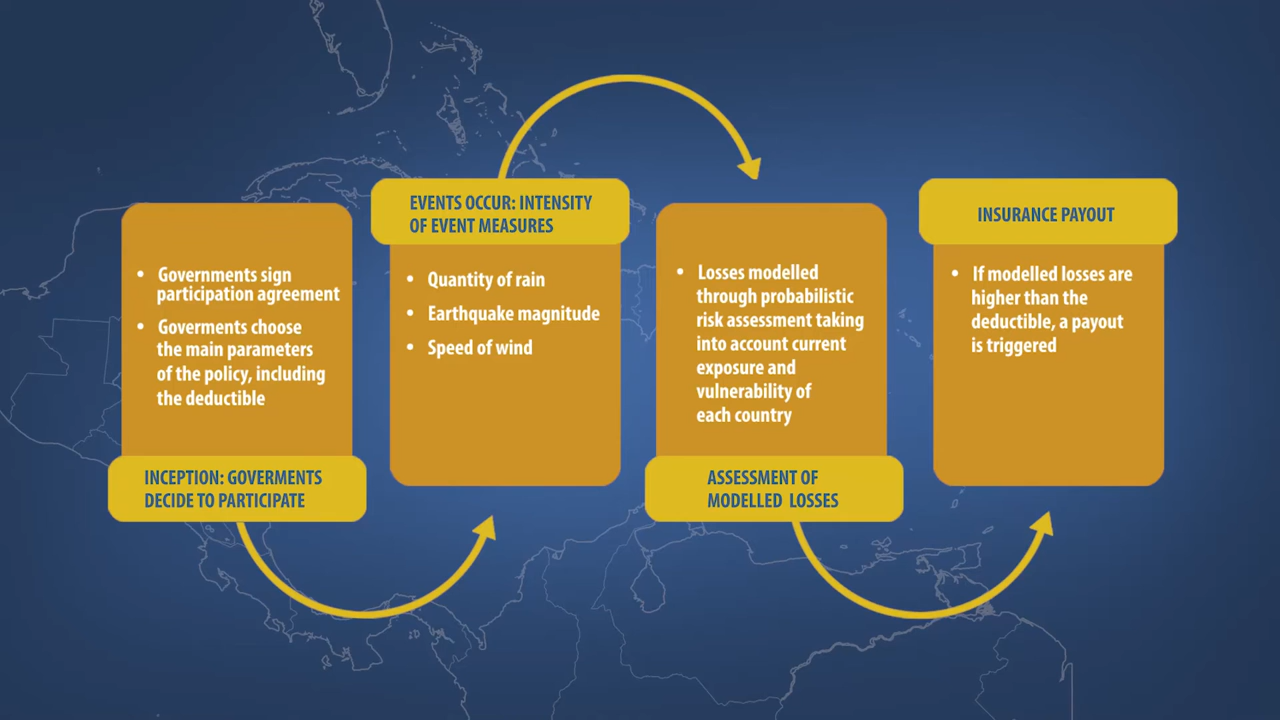 • Governments sign
participation agreement
• Goverments choose
the main parameters
of the policy, including
the deductible
INCEPTION: GOVERMENTS
DECIDE TO PARTICIPATE
EVENTS OCCUR: INTENSITY
OF EVENT MEASURES
• Quantity of rain
• Earthquake magnitude
• Speed of wind
• Losses modelled
through probabilistic
risk assessment taking
into account current
exposure and
vulnerability of
each country
ASSESSMENT OF
MODELLED LOSSES
INSURANCE PAYOUT
• If modelled losses are
higher than the
deductible, a payout
is triggered